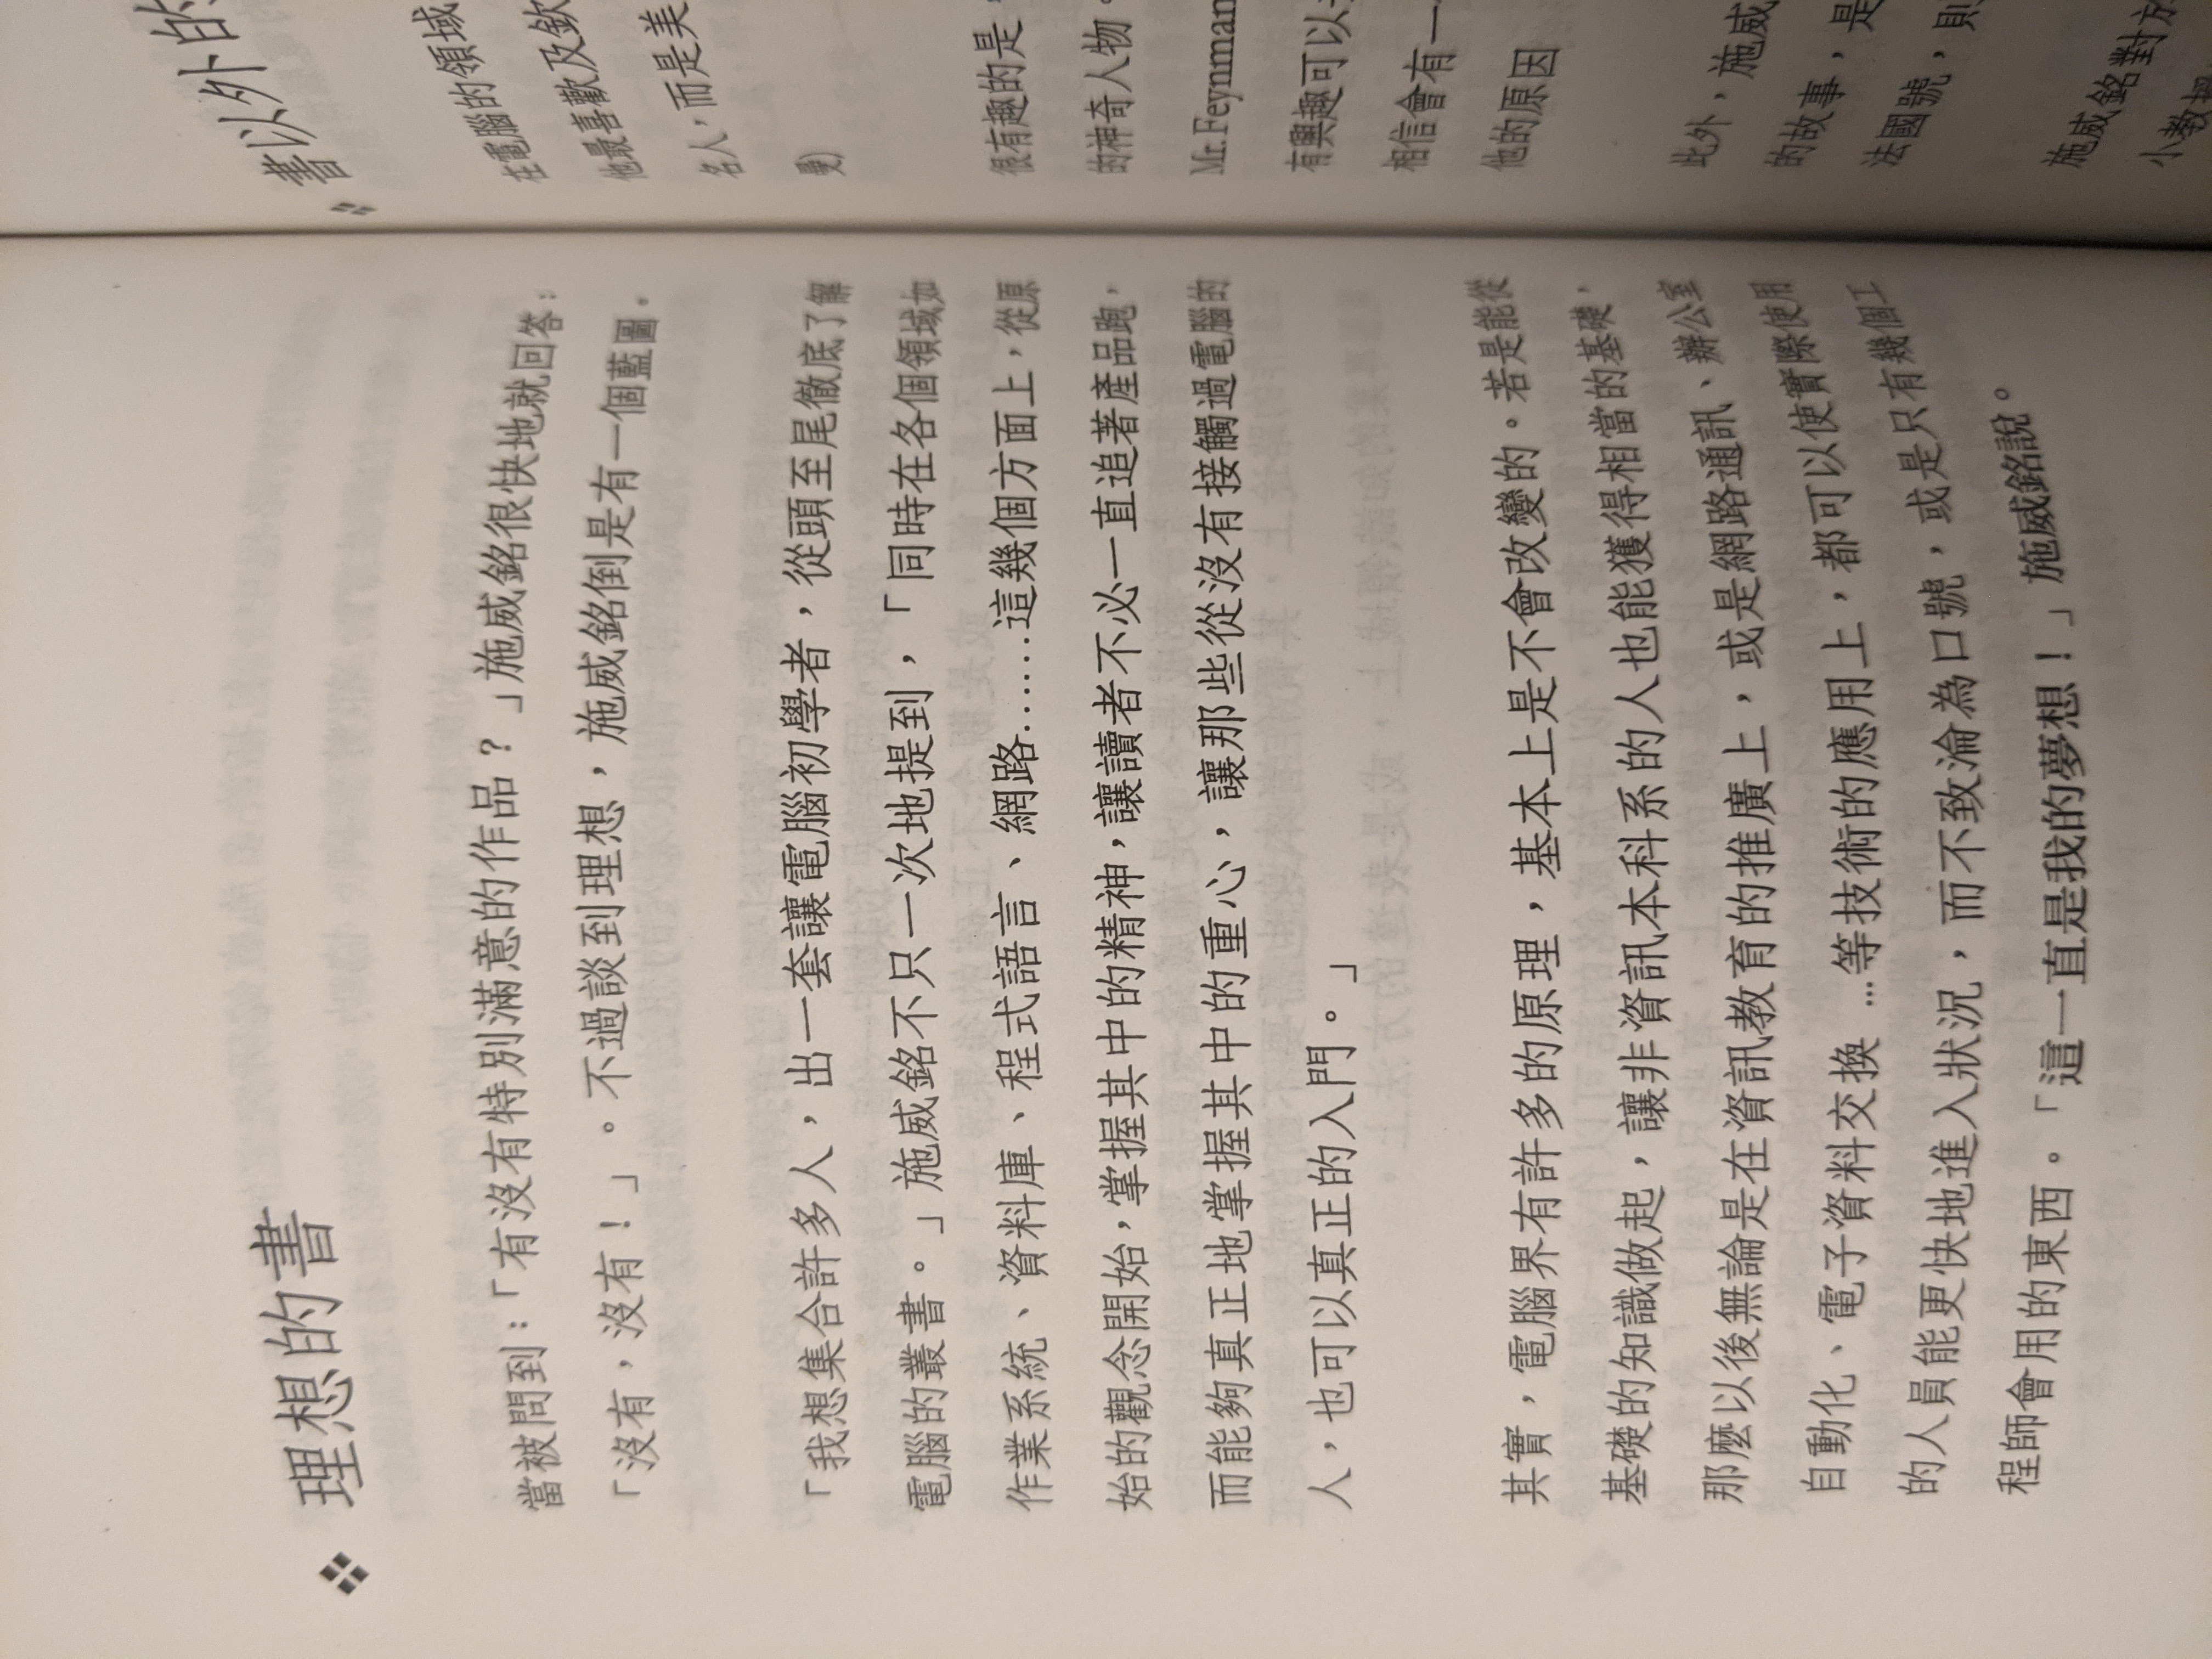 ❖ 理想的書
當被問到：「有沒有特別滿意的作品？」施威銘很快地就回答：
「沒有，沒有！」。不過談到理想，施威銘倒是有一個藍圖。
「我想集合許多人，出一套讓電腦初學者，從頭至尾徹底了解
電腦的叢書。」施威銘不只一次地提到，「同時在各個領域如
作業系統、資料庫、程式語言、網路……這幾個方面上，從原
始的觀念開始，掌握其中的精神，讓讀者不必一直追著產品跑，
而能夠真正地掌握其中的重心，讓那些從沒有接觸過電腦的
人，也可以真正的入門。」
其實，電腦界有許多的原理，基本上是不會改變的。若是能從
基礎的知識做起，讓非資訊本科系的人也能獲得相當的基礎，
那麼以後無論是在資訊教育的推廣上，或是網路通訊、辦公室
自動化、電子資料交換 …等技術的應用上，都可以使實際使用
的人員能更快地進入狀況，而不致淪為口號，或是只有幾個工
程師會用的東西。「這一直是我的夢想！」施威銘說。
❖ 書以外的
在電腦的領域
他最喜歡及欽
名人，而是美
很有趣的是
的神奇人物。
Mr. Feynman
有興趣可以
相信會有一
他的原因
此外，施威
的故事，是
法國號，則
施威銘對於
小教授